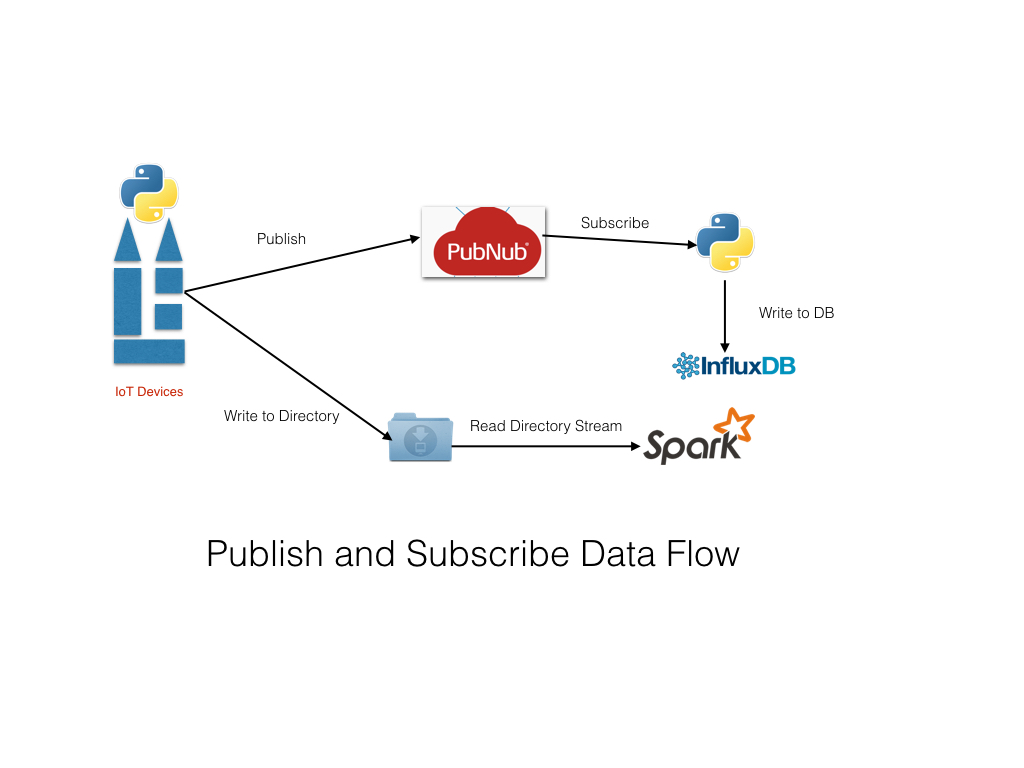 Publish
PubNub®
Subscribe
Write to DB
InfluxDB
IoT Devices
Write to Directory
Read Directory Stream
Spark
Publish and Subscribe Data Flow